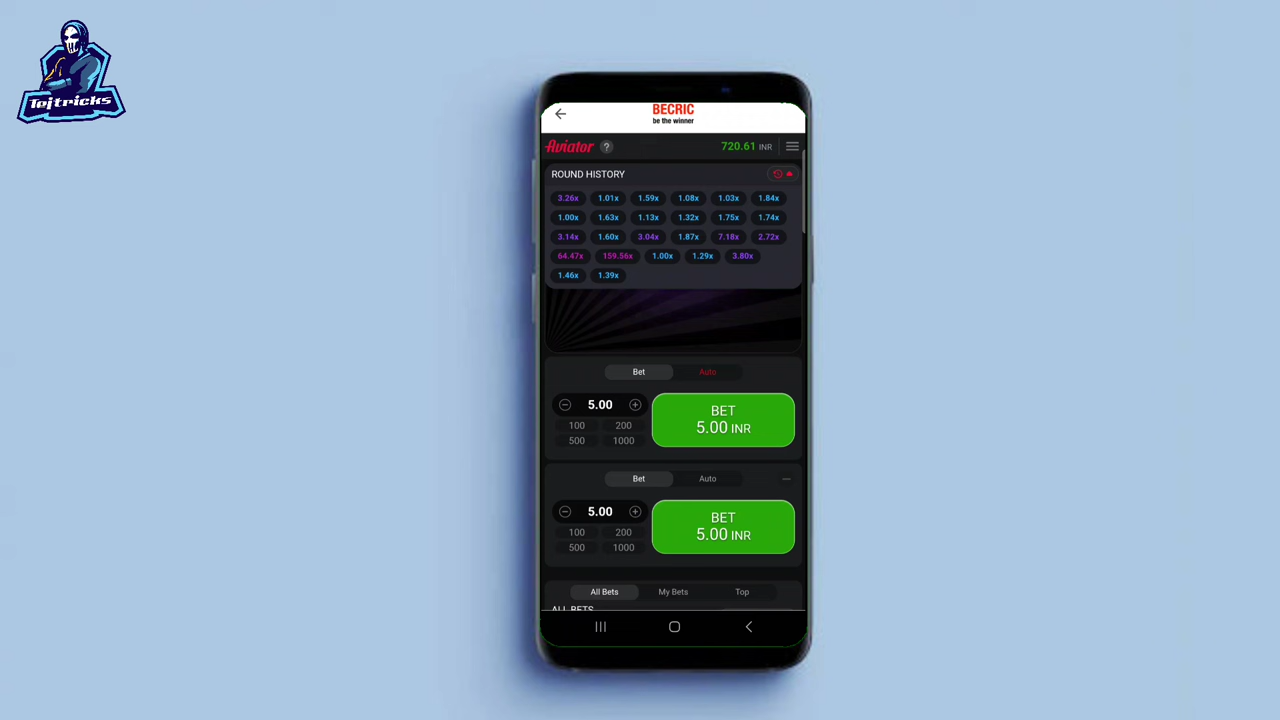 Tejtricks
BECRIC
be the winner
Aviator ? 720.61 INR
ROUND HISTORY
3.26x 1.01x 1.59x 1.08x 1.03x 1.84x
1.00x 1.63x 1.13x 1.32x 1.75x 1.74x
3.14x 1.60x 3.04x 1.87x 7.18x 2.72x
64.47x 159.56x 1.00x 1.29x 3.80x
1.46x 1.39x
Bet Auto
5.00
100 200
500 1000
BET
5.00 INR
Bet Auto
5.00
100 200
500 1000
BET
5.00 INR
All Bets My Bets Top
ALL BETS